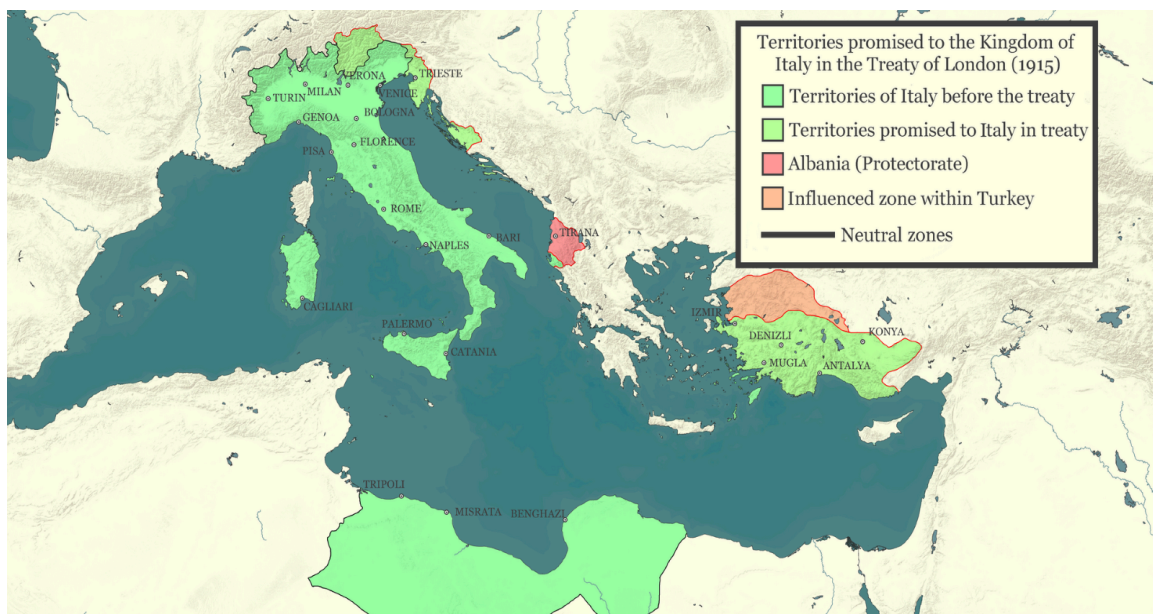 Territories promised to the Kingdom of
Italy in the Treaty of London (1915)
Territories of Italy before the treaty
Territories promised to Italy in treaty
Albania (Protectorate)
Influenced zone within Turkey
Neutral zones
TRIESTE
VERONA
VENICE
MILAN
TURIN
BOLOGNA
GENOA
FLORENCE
PISA
ROME
BARI
TIRANA
NAPLES
CAGLIARI
PALERMO
CATANIA
IZMIR
DENIZLI
KONYA
MUGLA
ANTALYA
TRIPOLI
MISRATA
BENGHAZI